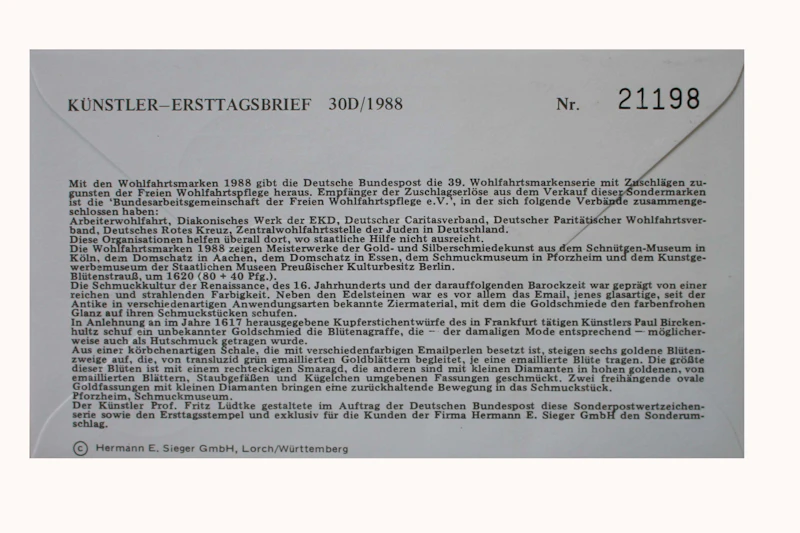 KÜNSTLER–ERSTTAGSBRIEF 30D/1988 Nr. 21198
Mit den Wohlfahrtsmarken 1988 gibt die Deutsche Bundespost die 39. Wohlfahrtsmarkenserie mit Zuschlägen zu-
gunsten der Freien Wohlfahrtspflege heraus. Empfänger der Zuschlagserlöse aus dem Verkauf dieser Sondermarken
ist die 'Bundesarbeitsgemeinschaft der Freien Wohlfahrtspflege e.V.', in der sich folgende Verbände zusammenge-
schlossen haben:
Arbeiterwohlfahrt, Diakonisches Werk der EKD, Deutscher Caritasverband, Deutscher Paritätischer Wohlfahrtsver-
band, Deutsches Rotes Kreuz, Zentralwohlfahrtsstelle der Juden in Deutschland.
Diese Organisationen helfen überall dort, wo staatliche Hilfe nicht ausreicht.
Die Wohlfahrtsmarken 1988 zeigen Meisterwerke der Gold- und Silberschmiedekunst aus dem Schnütgen-Museum in
Köln, dem Domschatz in Aachen, dem Domschatz in Essen, dem Schmuckmuseum in Pforzheim und dem Kunstge-
werbemuseum der Staatlichen Museen Preußischer Kulturbesitz Berlin.
Blütenstrauß, um 1620 (80 + 40 Pfg.).
Die Schmuckkultur der Renaissance, des 16. Jahrhunderts und der darauffolgenden Barockzeit war geprägt von einer
reichen und strahlenden Farbigkeit. Neben den Edelsteinen war es vor allem das Email, jenes glasartige, seit der
Antike in verschiedenartigen Anwendungsarten bekannte Ziermaterial, mit dem die Goldschmiede den farbenfrohen
Glanz auf ihren Schmuckstücken schufen.
In Anlehnung an im Jahre 1617 herausgegebene Kupferstichentwürfe des in Frankfurt tätigen Künstlers Paul Bircken-
hultz schuf ein unbekannter Goldschmied die Blütenagraffe, die – der damaligen Mode entsprechend – möglicher-
weise auch als Hutschmuck getragen wurde.
Aus einer körbchenartigen Schale, die mit verschiedenfarbigen Emailperlen besetzt ist, steigen sechs goldene Blüten-
zweige auf, die, von transluzid grün emaillierten Goldblättern begleitet, je eine emaillierte Blüte tragen. Die größte
dieser Blüten ist mit einem rechteckigen Smaragd, die anderen sind mit kleinen Diamanten in hohen goldenen, von
emaillierten Blättern, Staubgefäßen und Kügelchen umgebenen Fassungen geschmückt. Zwei freihängende ovale
Goldfassungen mit kleinen Diamanten bringen eine zurückhaltende Bewegung in das Schmuckstück.
Pforzheim, Schmuckmuseum.
Der Künstler Prof. Fritz Lüdtke gestaltete im Auftrag der Deutschen Bundespost diese Sonderpostwertzeichen-
serie sowie den Ersttagsstempel und exklusiv für die Kunden der Firma Hermann E. Sieger GmbH den Sonderum-
schlag.
© Hermann E. Sieger GmbH, Lorch/Württemberg